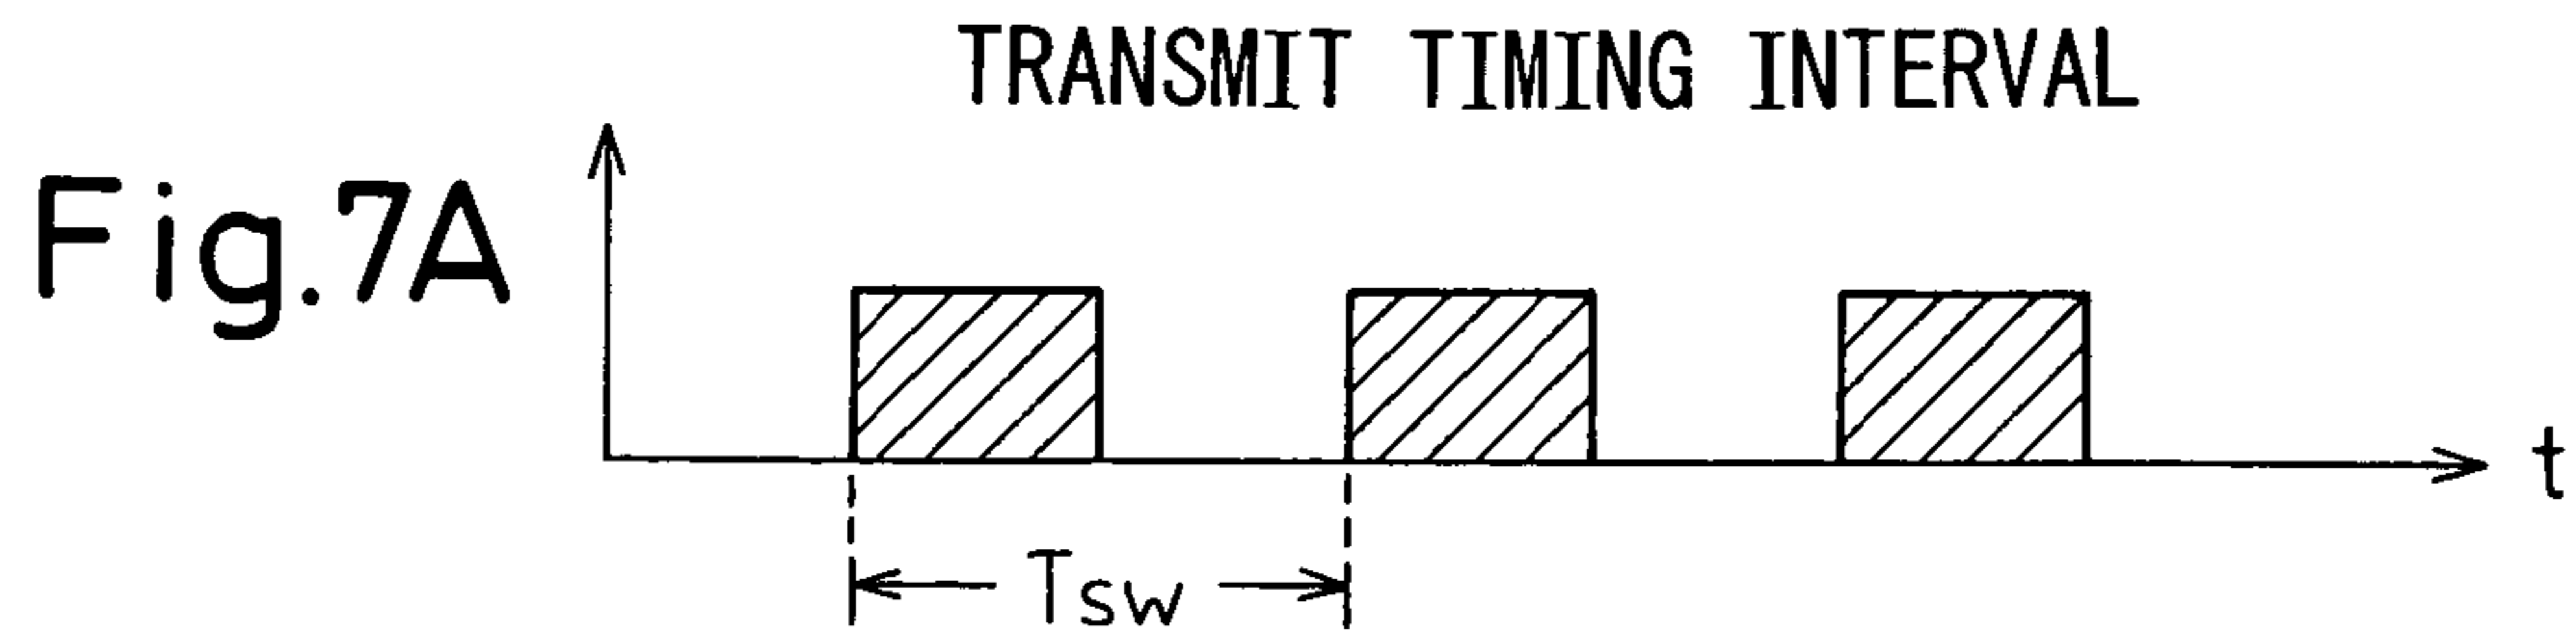 TRANSMIT TIMING INTERVAL
Fig.7A
t
Tsw